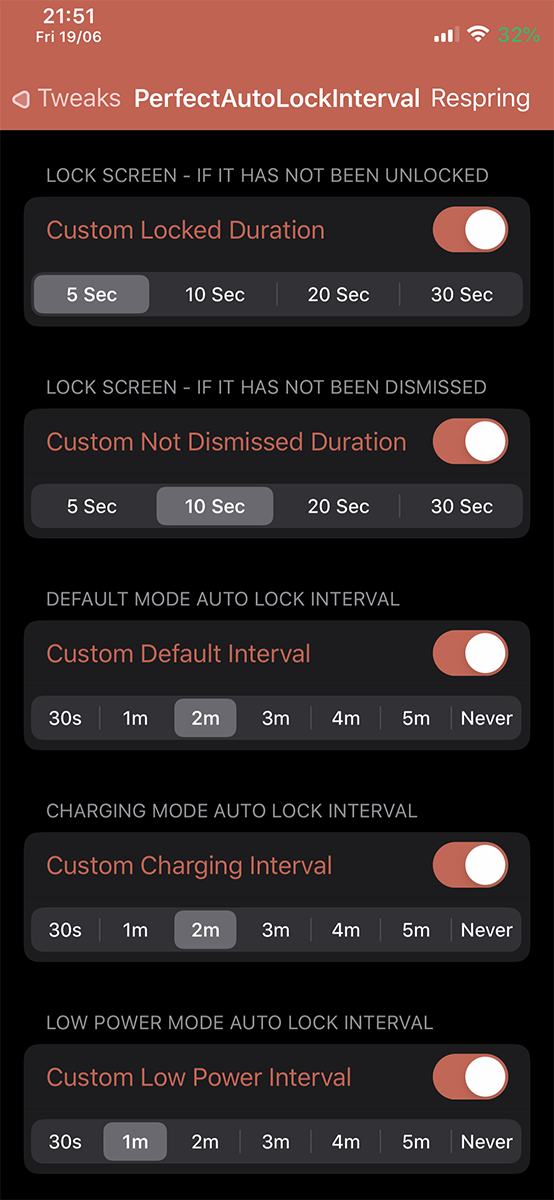 21:51
Fri 19/06
32%
Tweaks PerfectAutoLockInterval Respring
LOCK SCREEN - IF IT HAS NOT BEEN UNLOCKED
Custom Locked Duration
5 Sec 10 Sec 20 Sec 30 Sec
LOCK SCREEN - IF IT HAS NOT BEEN DISMISSED
Custom Not Dismissed Duration
5 Sec 10 Sec 20 Sec 30 Sec
DEFAULT MODE AUTO LOCK INTERVAL
Custom Default Interval
30s 1m 2m 3m 4m 5m Never
CHARGING MODE AUTO LOCK INTERVAL
Custom Charging Interval
30s 1m 2m 3m 4m 5m Never
LOW POWER MODE AUTO LOCK INTERVAL
Custom Low Power Interval
30s 1m 2m 3m 4m 5m Never